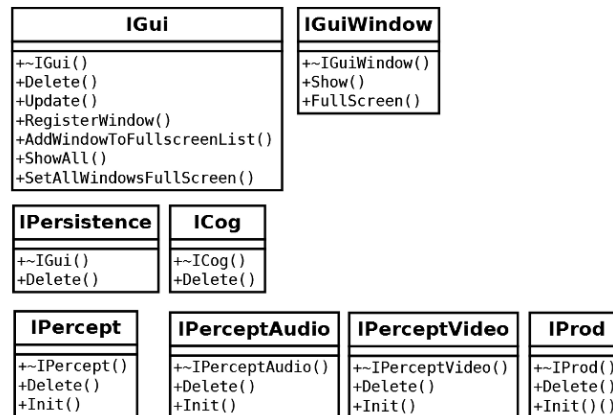 IGui
+~IGui()
+Delete()
+Update()
+RegisterWindow()
+AddWindowToFullscreenList()
+ShowAll()
+SetAllWindowsFullScreen()
IGuiWindow
+~IGuiWindow()
+Show()
+FullScreen()
IPersistence
+~IGui()
+Delete()
ICog
+~ICog()
+Delete()
IPercept
+~IPercept()
+Delete()
+Init()
IPerceptAudio
+~IPerceptAudio()
+Delete()
+Init()
IPerceptVideo
+~IPerceptVideo()
+Delete()
+Init()
IProd
+~IProd()
+Delete()
+Init()()